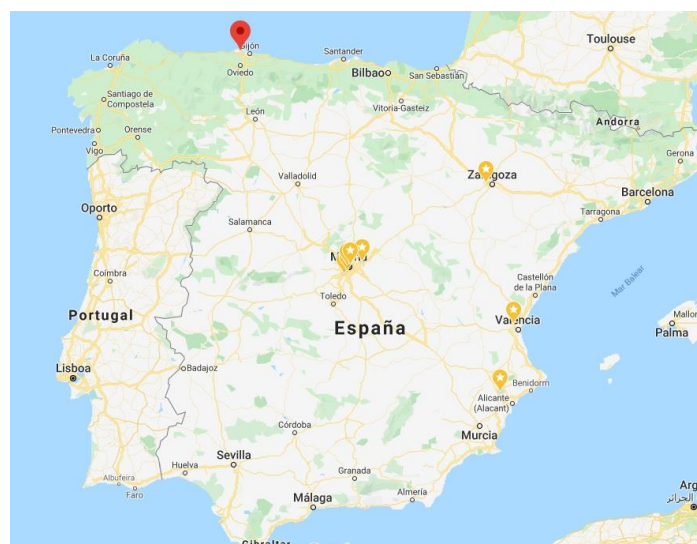 Toulouse
La Coruña
Gijón
Santander
Oviedo
Bilbao
San Sebastián
Santiago de
Compostela
León
Vitoria-Gasteiz
Andorra
Pontevedra
Orense
Vigo
Gerona
Valladolid
Zaragoza
Barcelona
Oporto
Tarragona
Salamanca
Coímbra
Castellón
de la Plana
Mar Balear
Toledo
Portugal
España
Valencia
Mallor
Palma
Lisboa
Badajoz
Benidorm
Alicante
(Alacant)
Córdoba
Murcia
Sevilla
Huelva
Granada
Albufeira
Faro
Málaga
Almería
Arg
الجزائر
Gibraltar